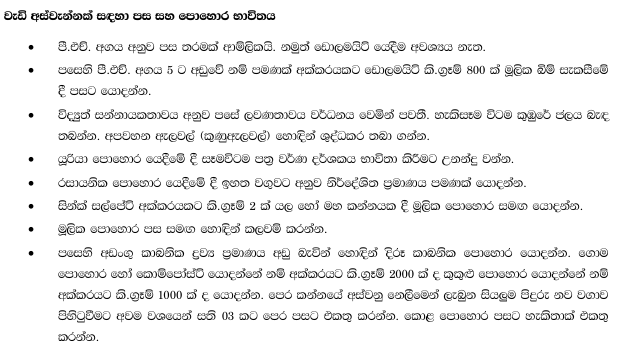 වැඩි අස්වැන්නක් සඳහා පස සහ පොහොර භාවිතය
• පී.එච්. අගය අනුව පස තරමක් ආම්ලිකයි. නමුත් ඩොලමයිට් යෙදීම අවශ්‍ය නැත.
• පසෙහි පී.එච්. අගය 5 ට අඩුවේ නම් පමණක් අක්කරයකට ඩොලමයිට් කි.ග්‍රෑම් 800 ක් මූලික බිම් සැකසීමේ
දී පසට යොදන්න.
• විද්‍යුත් සන්නායකතාවය අනුව පසේ ලවණතාවය වර්ධනය වෙමින් පවතී. හැකිසෑම විටම කුඹුරේ ජලය බැඳ
තබන්න. අපවහන ඇලවල් (කුණුඇලවල්) හොඳින් ශුද්ධකර තබා ගන්න.
• යූරියා පොහොර යෙදීමේ දී සෑමවිටම පත්‍ර වර්ණ දර්ශකය භාවිතා කිරීමට උනන්දු වන්න.
• රසායනික පොහොර යෙදීමේ දී ඉහත වගුවට අනුව නිර්දේශිත ප්‍රමාණය පමණක් යොදන්න.
• සින්ක් සල්පේට් අක්කරයකට කි.ග්‍රෑම් 2 ක් යල හෝ මහ කන්නයක දී මූලික පොහොර සමඟ යොදන්න.
• මූලික පොහොර පස සමඟ හොඳින් කලවම් කරන්න.
• පසෙහි අඩංගු කාබනික ද්‍රව්‍ය ප්‍රමාණය අඩු බැවින් හොඳින් දිරූ කාබනික පොහොර යොදන්න. ගොම
පොහොර හෝ කොම්පෝස්ට් යොදන්නේ නම් අක්කරයට කි.ග්‍රෑම් 2000 ක් ද කුකුළු පොහොර යොදන්නේ නම්
අක්කරයට කි.ග්‍රෑම් 1000 ක් ද යොදන්න. පෙර කන්නයේ අස්වනු නෙලීමෙන් ලැබුන සියලුම පිදුරු නව වගාව
පිහිටුවීමට අවම වශයෙන් සති 03 කට පෙර පසට එකතු කරන්න. කොළ පොහොර පසට හැකිතාක් එකතු
කරන්න.